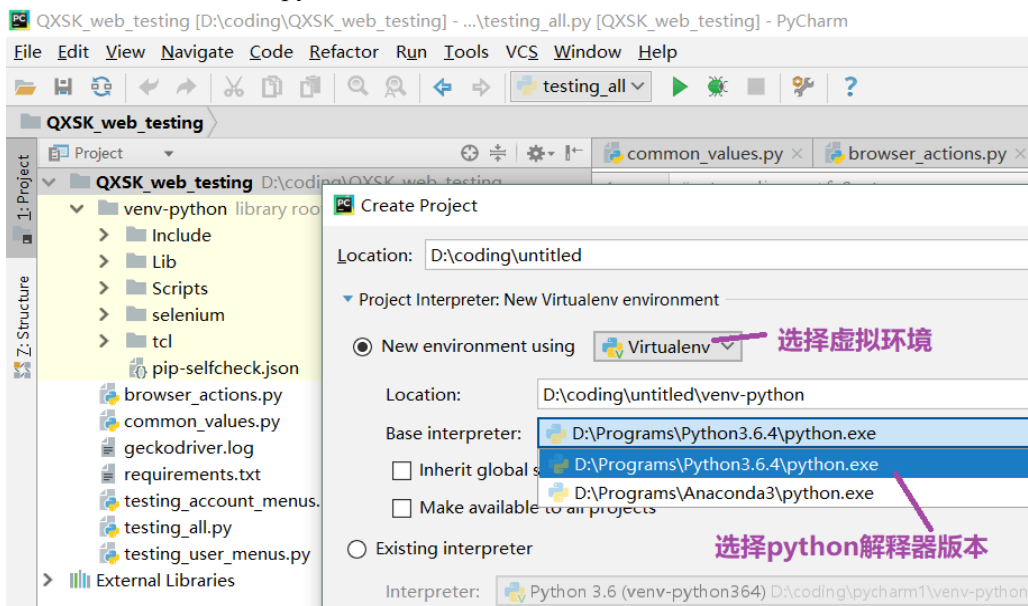 QXSK_web_testing [D:\coding\QXSK_web_testing] - ...\testing_all.py [QXSK_web_testing] - PyCharm
File Edit View Navigate Code Refactor Run Tools VCS Window Help
testing_all
QXSK_web_testing
Project
common_values.py
browser_actions.py
1: Project
Z: Structure
QXSK_web_testing D:\coding\QXSK_web_testing
venv-python library roo
Include
Lib
Scripts
selenium
tcl
pip-selfcheck.json
browser_actions.py
common_values.py
geckodriver.log
requirements.txt
testing_account_menus.
testing_all.py
testing_user_menus.py
External Libraries
Create Project
Location: D:\coding\untitled
Project Interpreter: New Virtualenv environment
New environment using Virtualenv
选择虚拟环境
Location: D:\coding\untitled\venv-python
Base interpreter: D:\Programs\Python3.6.4\python.exe
D:\Programs\Python3.6.4\python.exe
D:\Programs\Anaconda3\python.exe
Inherit global s
Make available to all projects
选择python解释器版本
Existing interpreter
Interpreter: Python 3.6 (venv-python364) D:\coding\pycharm1\venv-python